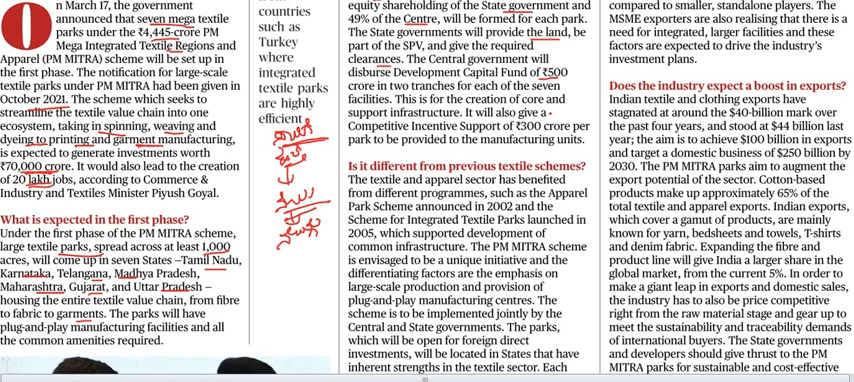 On March 17, the government
announced that seven mega textile
parks under the ₹4,445-crore PM
Mega Integrated Textile Regions and
Apparel (PM MITRA) scheme will be set up in
the first phase. The notification for large-scale
textile parks under PM MITRA had been given in
October 2021. The scheme which seeks to
streamline the textile value chain into one
ecosystem, taking in spinning, weaving and
dyeing to printing and garment manufacturing,
is expected to generate investments worth
₹70,000 crore. It would also lead to the creation
of 20 lakh jobs, according to Commerce &
Industry and Textiles Minister Piyush Goyal.
What is expected in the first phase?
Under the first phase of the PM MITRA scheme,
large textile parks, spread across at least 1,000
acres, will come up in seven States — Tamil Nadu,
Karnataka, Telangana, Madhya Pradesh,
Maharashtra, Gujarat, and Uttar Pradesh —
housing the entire textile value chain, from fibre
to fabric to garments. The parks will have
plug-and-play manufacturing facilities and all
the common amenities required.
countries
such as
Turkey
where
integrated
textile parks
are highly
efficient
equity shareholding of the State government and
49% of the Centre, will be formed for each park.
The State governments will provide the land, be
part of the SPV, and give the required
clearances. The Central government will
disburse Development Capital Fund of ₹500
crore in two tranches for each of the seven
facilities. This is for the creation of core and
support infrastructure. It will also give a
Competitive Incentive Support of ₹300 crore per
park to be provided to the manufacturing units.
Is it different from previous textile schemes?
The textile and apparel sector has benefited
from different programmes, such as the Apparel
Park Scheme announced in 2002 and the
Scheme for Integrated Textile Parks launched in
2005, which supported development of
common infrastructure. The PM MITRA scheme
is envisaged to be a unique initiative and the
differentiating factors are the emphasis on
large-scale production and provision of
plug-and-play manufacturing centres. The
scheme is to be implemented jointly by the
Central and State governments. The parks,
which will be open for foreign direct
investments, will be located in States that have
inherent strengths in the textile sector. Each
compared to smaller, standalone players. The
MSME exporters are also realising that there is a
need for integrated, larger facilities and these
factors are expected to drive the industry's
investment plans.
Does the industry expect a boost in exports?
Indian textile and clothing exports have
stagnated at around the $40-billion mark over
the past four years, and stood at $44 billion last
year; the aim is to achieve $100 billion in exports
and target a domestic business of $250 billion by
2030. The PM MITRA parks aim to augment the
export potential of the sector. Cotton-based
products make up approximately 65% of the
total textile and apparel exports. Indian exports,
which cover a gamut of products, are mainly
known for yarn, bedsheets and towels, T-shirts
and denim fabric. Expanding the fibre and
product line will give India a larger share in the
global market, from the current 5%. In order to
make a giant leap in exports and domestic sales,
the industry has to also be price competitive
right from the raw material stage and gear up to
meet the sustainability and traceability demands
of international buyers. The State governments
and developers should give thrust to the PM
MITRA parks for sustainable and cost-effective